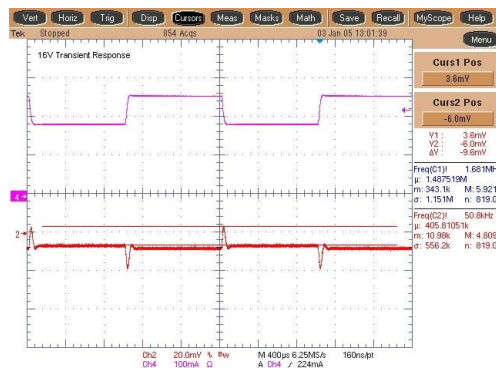 Vert Horiz Trig Disp Cursors Meas Masks Math Save Recall MyScope Help
Tek Stopped 854 Acqs 03 Jan 05 13:01:39 Menu
16V Transient Response
Curs1 Pos
3.6mV
Curs2 Pos
-6.0mV
V1 : 3.6mV
V2 : -6.0mV
ΔV : -9.6mV
Freq(C1)! 1.681MH
μ: 1.487519M
m: 343.1k M: 5.921
σ: 1.151M n: 819.0
Freq(C2)! 50.8kHz
μ: 405.81051k
m: 10.98k M: 4.809
σ: 556.2k n: 819.0
4
2
Ch2 20.0mV Bw M 400μs 6.25MS/s 160ns/pt
Ch4 100mA Ω A Ch4 / 224mA